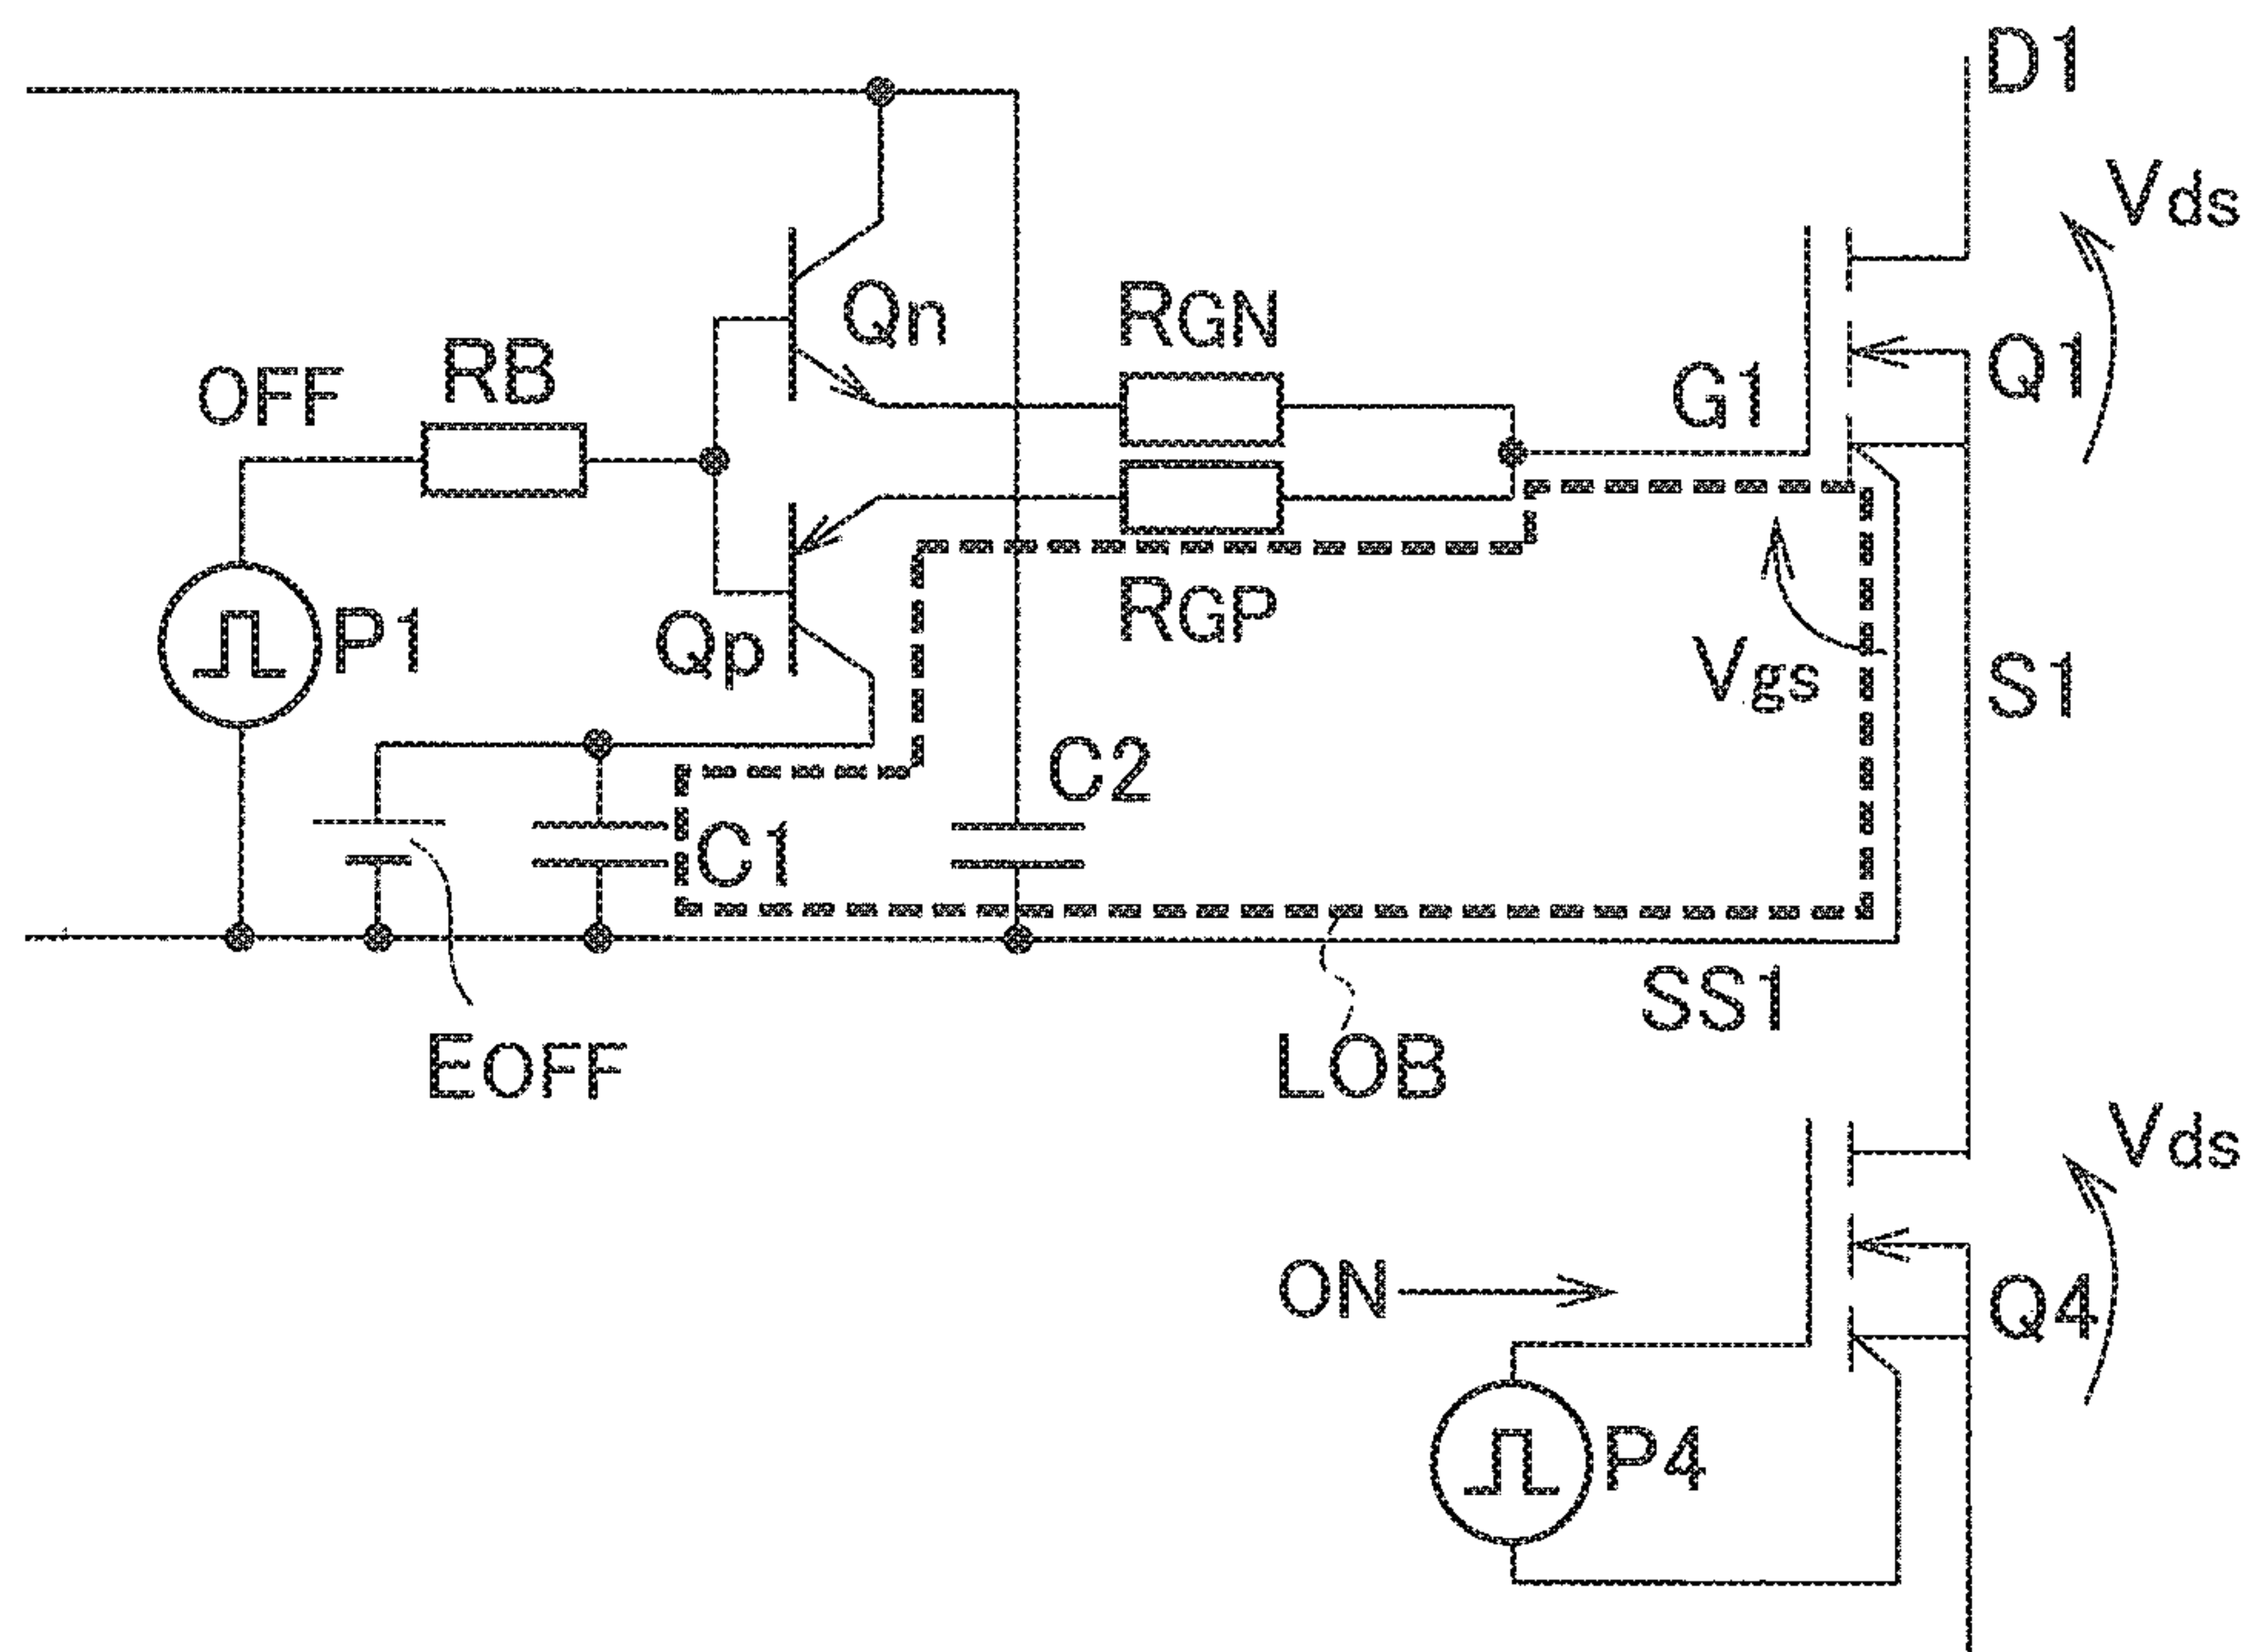 D1
Vds
Qn
RGN
Q1
OFF
RB
G1
P1
Qp
RGP
Vgs
S1
C2
C1
SS1
EOFF
LOB
Vds
ON
Q4
P4